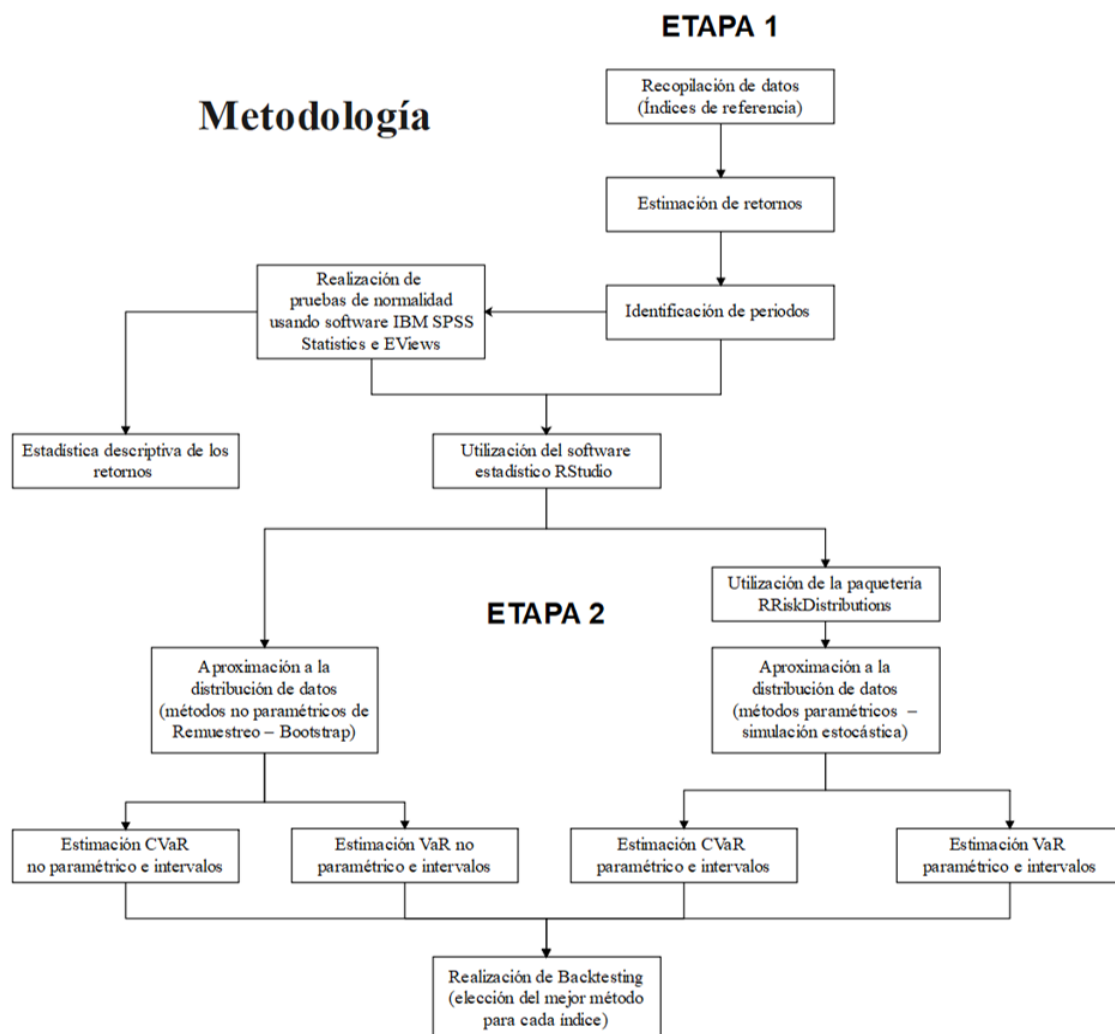 ETAPA 1
Metodología
Recopilación de datos
(Índices de referencia)
Estimación de retornos
Realización de
pruebas de normalidad
usando software IBM SPSS
Statistics e EViews
Identificación de periodos
Estadística descriptiva de los
retornos
Utilización del software
estadístico RStudio
ETAPA 2
Utilización de la paquetería
RRiskDistributions
Aproximación a la
distribución de datos
(métodos no paramétricos de
Remuestreo – Bootstrap)
Aproximación a la
distribución de datos
(métodos paramétricos –
simulación estocástica)
Estimación CVaR
no paramétrico e intervalos
Estimación VaR no
paramétrico e intervalos
Estimación CVaR
paramétrico e intervalos
Estimación VaR
paramétrico e intervalos
Realización de Backtesting
(elección del mejor método
para cada índice)